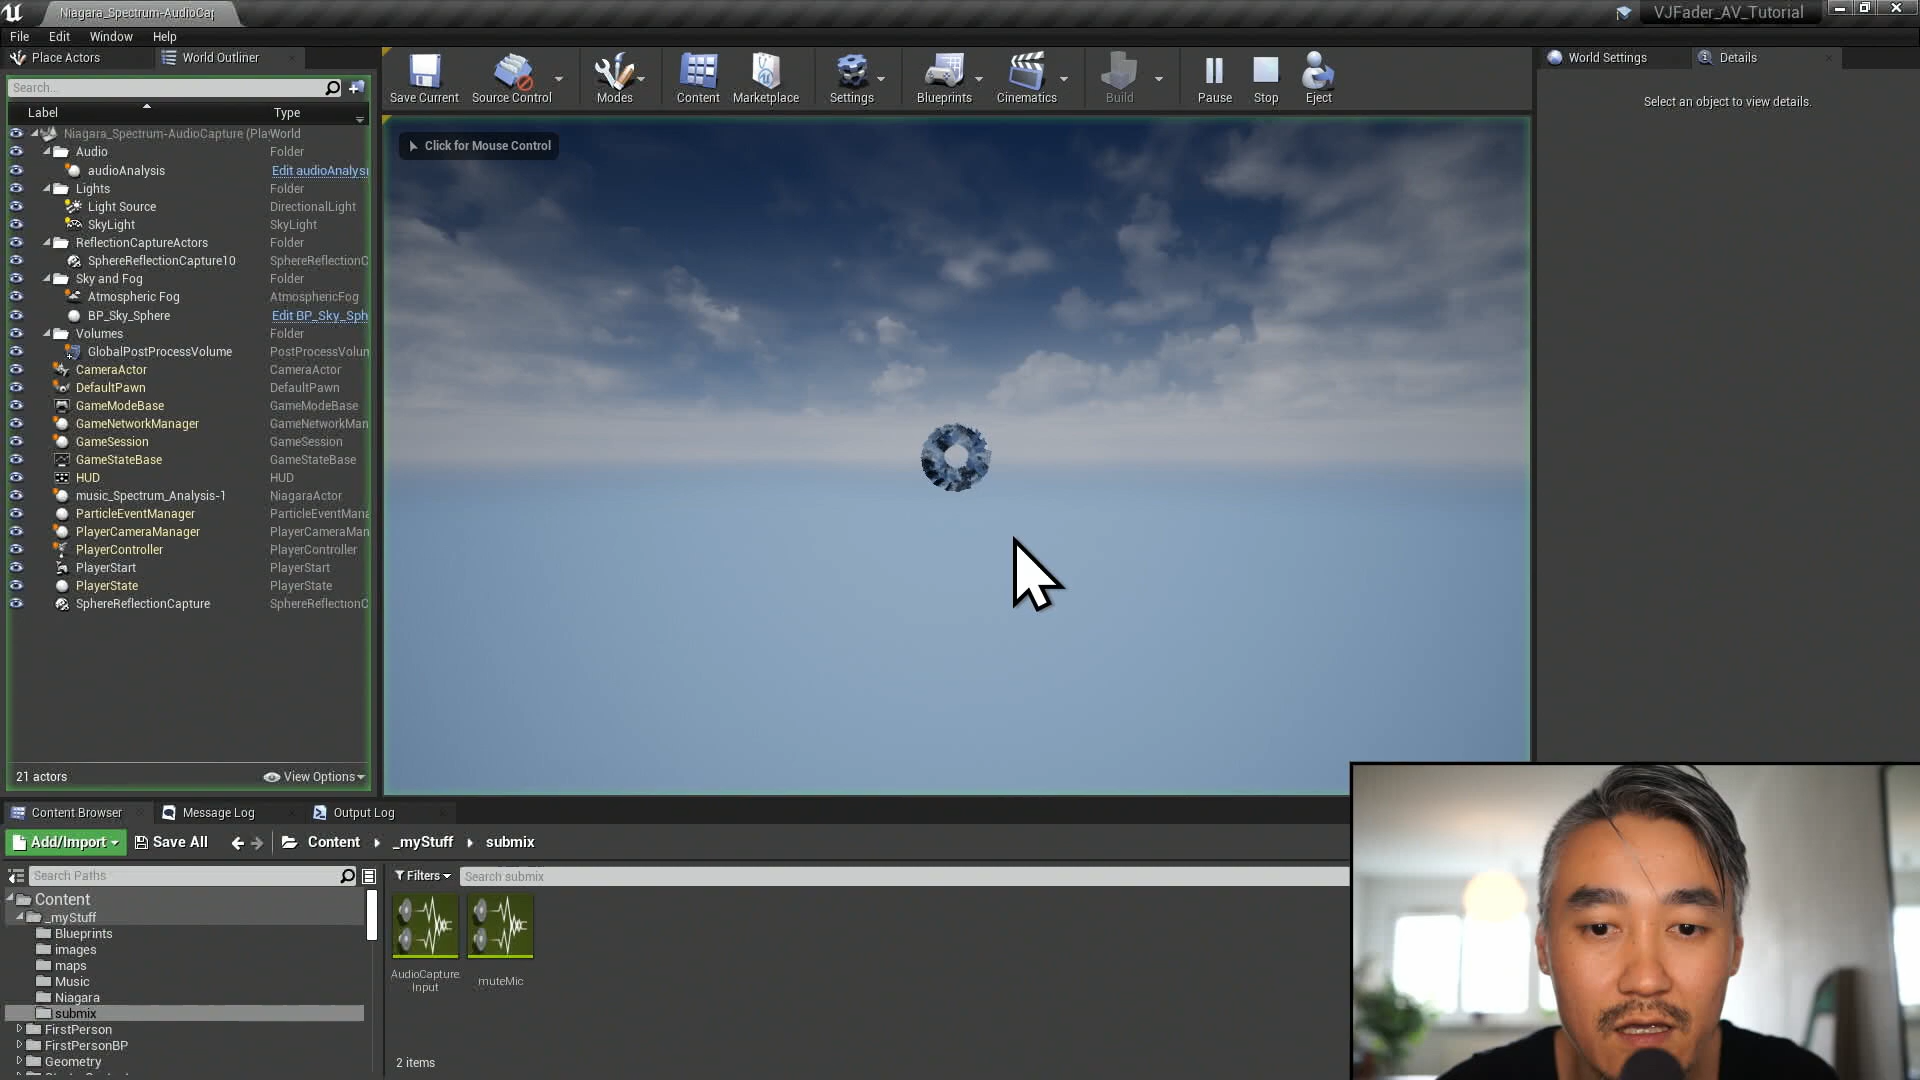 Niagara_Spectrum-AudioCap
VJFader_AV_Tutorial
File Edit Window Help
Place Actors
World Outliner
Search...
Label Type
Niagara_Spectrum-AudioCapture (Play World
Audio Folder
audioAnalysis Edit audioAnalysi
Lights Folder
Light Source DirectionalLight
SkyLight SkyLight
ReflectionCaptureActors Folder
SphereReflectionCapture10 SphereReflectionC
Sky and Fog Folder
Atmospheric Fog AtmosphericFog
BP_Sky_Sphere Edit BP_Sky_Sph
Volumes Folder
GlobalPostProcessVolume PostProcessVolum
CameraActor CameraActor
DefaultPawn DefaultPawn
GameModeBase GameModeBase
GameNetworkManager GameNetworkMan
GameSession GameSession
GameStateBase GameStateBase
HUD HUD
music_Spectrum_Analysis-1 NiagaraActor
ParticleEventManager ParticleEventMana
PlayerCameraManager PlayerCameraMan
PlayerController PlayerController
PlayerStart PlayerStart
PlayerState PlayerState
SphereReflectionCapture SphereReflectionC
21 actors
View Options
Save Current
Source Control
Modes
Content
Marketplace
Settings
Blueprints
Cinematics
Build
Pause
Stop
Eject
Click for Mouse Control
World Settings
Details
Select an object to view details.
Content Browser
Message Log
Output Log
Add/Import
Save All
Content
_myStuff
submix
Search Paths
Content
_myStuff
Blueprints
images
maps
Music
Niagara
submix
FirstPerson
FirstPersonBP
Geometry
Filters
Search submix
AudioCapture
Input
muteMic
2 items